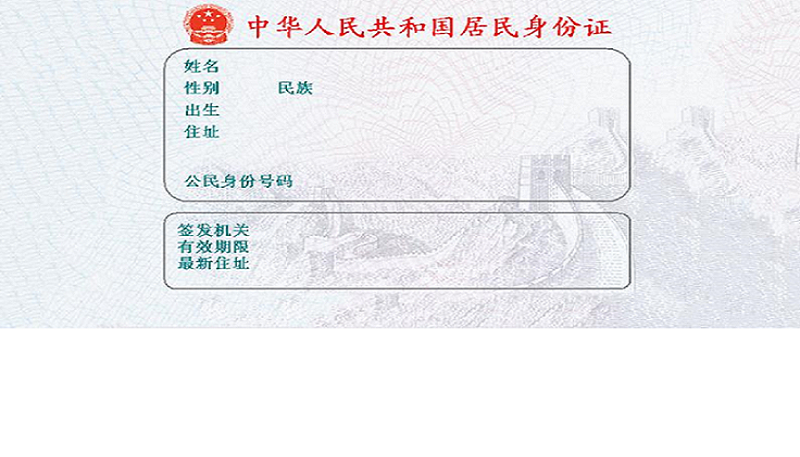 中华人民共和国居民身份证
姓名
性别 民族
出生
住址
公民身份号码
签发机关
有效期限
最新住址